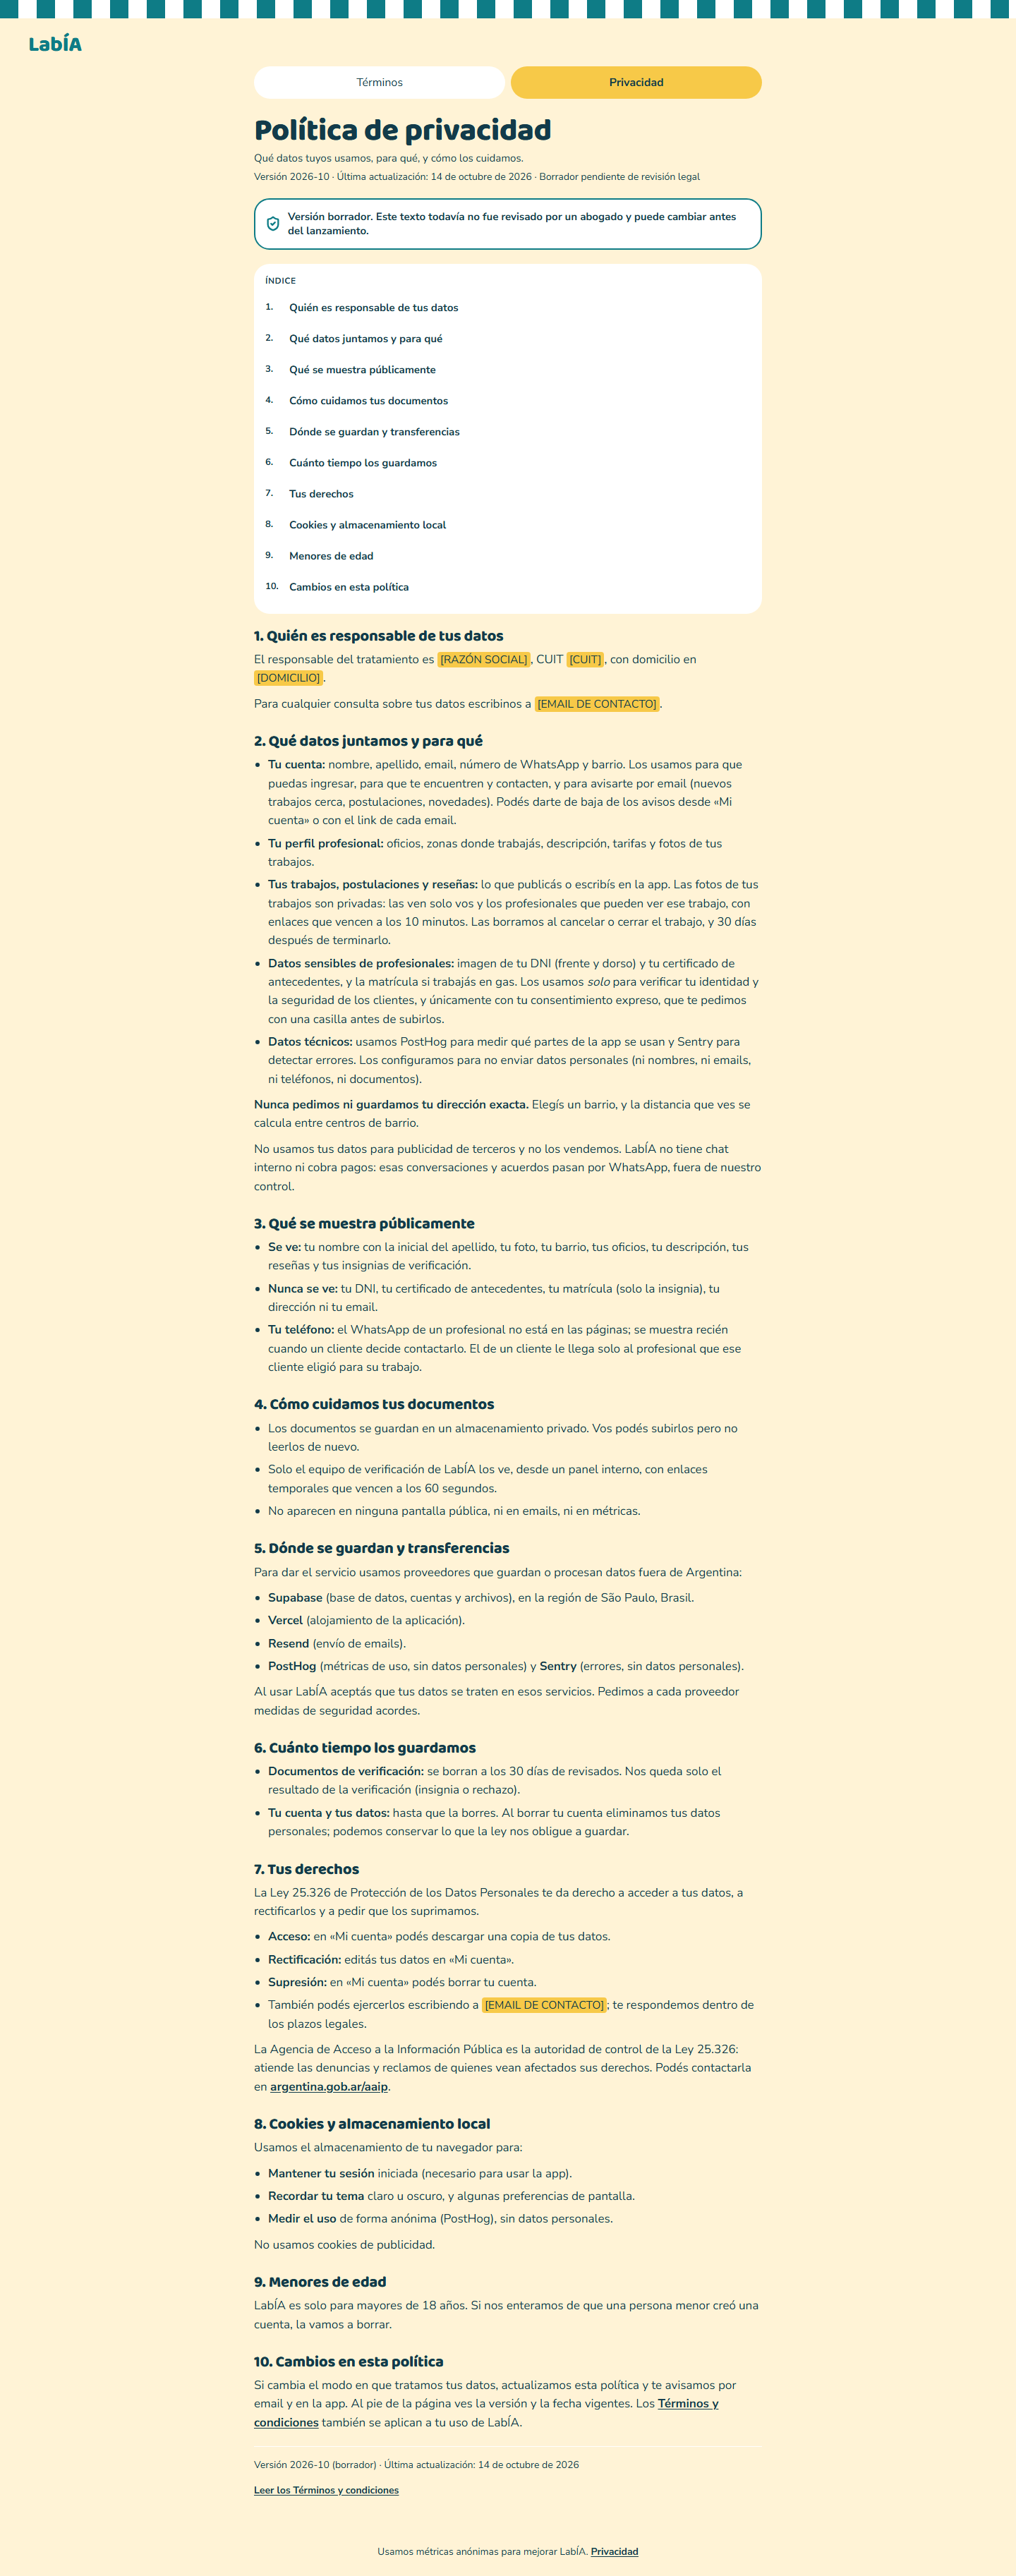 LabÍA
Términos
Privacidad
Política de privacidad
Qué datos tuyos usamos, para qué, y cómo los cuidamos.
Versión 2026-10 · Última actualización: 14 de octubre de 2026 · Borrador pendiente de revisión legal
Versión borrador. Este texto todavía no fue revisado por un abogado y puede cambiar antes
del lanzamiento.
ÍNDICE
1. Quién es responsable de tus datos
2. Qué datos juntamos y para qué
3. Qué se muestra públicamente
4. Cómo cuidamos tus documentos
5. Dónde se guardan y transferencias
6. Cuánto tiempo los guardamos
7. Tus derechos
8. Cookies y almacenamiento local
9. Menores de edad
10. Cambios en esta política
1. Quién es responsable de tus datos
El responsable del tratamiento es [RAZÓN SOCIAL], CUIT [CUIT], con domicilio en
[DOMICILIO].
Para cualquier consulta sobre tus datos escribinos a [EMAIL DE CONTACTO].
2. Qué datos juntamos y para qué
• Tu cuenta: nombre, apellido, email, número de WhatsApp y barrio. Los usamos para que
puedas ingresar, para que te encuentren y contacten, y para avisarte por email (nuevos
trabajos cerca, postulaciones, novedades). Podés darte de baja de los avisos desde «Mi
cuenta» o con el link de cada email.
• Tu perfil profesional: oficios, zonas donde trabajás, descripción, tarifas y fotos de tus
trabajos.
• Tus trabajos, postulaciones y reseñas: lo que publicás o escribís en la app. Las fotos de tus
trabajos son privadas: las ven solo vos y los profesionales que pueden ver ese trabajo, con
enlaces que vencen a los 10 minutos. Las borramos al cancelar o cerrar el trabajo, y 30 días
después de terminarlo.
• Datos sensibles de profesionales: imagen de tu DNI (frente y dorso) y tu certificado de
antecedentes, y la matrícula si trabajás en gas. Los usamos solo para verificar tu identidad y
la seguridad de los clientes, y únicamente con tu consentimiento expreso, que te pedimos
con una casilla antes de subirlos.
• Datos técnicos: usamos PostHog para medir qué partes de la app se usan y Sentry para
detectar errores. Los configuramos para no enviar datos personales (ni nombres, ni emails,
ni teléfonos, ni documentos).
Nunca pedimos ni guardamos tu dirección exacta. Elegís un barrio, y la distancia que ves se
calcula entre centros de barrio.
No usamos tus datos para publicidad de terceros y no los vendemos. LabÍA no tiene chat
interno ni cobra pagos: esas conversaciones y acuerdos pasan por WhatsApp, fuera de nuestro
control.
3. Qué se muestra públicamente
• Se ve: tu nombre con la inicial del apellido, tu foto, tu barrio, tus oficios, tu descripción, tus
reseñas y tus insignias de verificación.
• Nunca se ve: tu DNI, tu certificado de antecedentes, tu matrícula (solo la insignia), tu
dirección ni tu email.
• Tu teléfono: el WhatsApp de un profesional no está en las páginas; se muestra recién
cuando un cliente decide contactarlo. El de un cliente le llega solo al profesional que ese
cliente eligió para su trabajo.
4. Cómo cuidamos tus documentos
• Los documentos se guardan en un almacenamiento privado. Vos podés subirlos pero no
leerlos de nuevo.
• Solo el equipo de verificación de LabÍA los ve, desde un panel interno, con enlaces
temporales que vencen a los 60 segundos.
• No aparecen en ninguna pantalla pública, ni en emails, ni en métricas.
5. Dónde se guardan y transferencias
Para dar el servicio usamos proveedores que guardan o procesan datos fuera de Argentina:
• Supabase (base de datos, cuentas y archivos), en la región de São Paulo, Brasil.
• Vercel (alojamiento de la aplicación).
• Resend (envío de emails).
• PostHog (métricas de uso, sin datos personales) y Sentry (errores, sin datos personales).
Al usar LabÍA aceptás que tus datos se traten en esos servicios. Pedimos a cada proveedor
medidas de seguridad acordes.
6. Cuánto tiempo los guardamos
• Documentos de verificación: se borran a los 30 días de revisados. Nos queda solo el
resultado de la verificación (insignia o rechazo).
• Tu cuenta y tus datos: hasta que la borres. Al borrar tu cuenta eliminamos tus datos
personales; podemos conservar lo que la ley nos obligue a guardar.
7. Tus derechos
La Ley 25.326 de Protección de los Datos Personales te da derecho a acceder a tus datos, a
rectificarlos y a pedir que los suprimamos.
• Acceso: en «Mi cuenta» podés descargar una copia de tus datos.
• Rectificación: editás tus datos en «Mi cuenta».
• Supresión: en «Mi cuenta» podés borrar tu cuenta.
• También podés ejercerlos escribiendo a [EMAIL DE CONTACTO]; te respondemos dentro de
los plazos legales.
La Agencia de Acceso a la Información Pública es la autoridad de control de la Ley 25.326:
atiende las denuncias y reclamos de quienes vean afectados sus derechos. Podés contactarla
en argentina.gob.ar/aaip.
8. Cookies y almacenamiento local
Usamos el almacenamiento de tu navegador para:
• Mantener tu sesión iniciada (necesario para usar la app).
• Recordar tu tema claro u oscuro, y algunas preferencias de pantalla.
• Medir el uso de forma anónima (PostHog), sin datos personales.
No usamos cookies de publicidad.
9. Menores de edad
LabÍA es solo para mayores de 18 años. Si nos enteramos de que una persona menor creó una
cuenta, la vamos a borrar.
10. Cambios en esta política
Si cambia el modo en que tratamos tus datos, actualizamos esta política y te avisamos por
email y en la app. Al pie de la página ves la versión y la fecha vigentes. Los Términos y
condiciones también se aplican a tu uso de LabÍA.
Versión 2026-10 (borrador) · Última actualización: 14 de octubre de 2026
Leer los Términos y condiciones
Usamos métricas anónimas para mejorar LabÍA. Privacidad